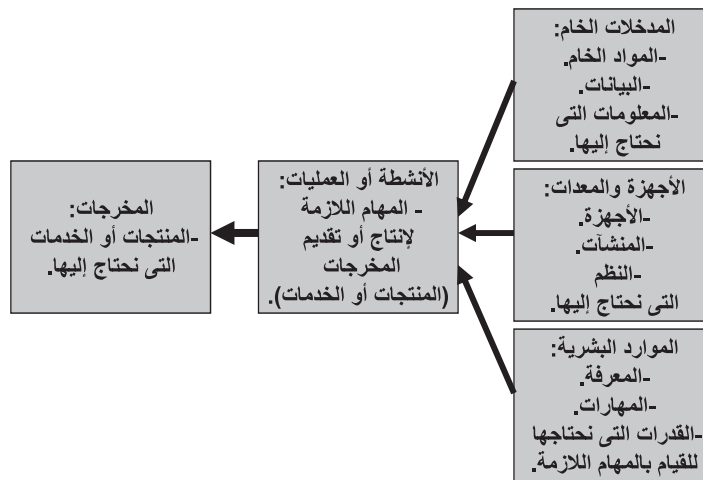 المدخلات الخام:
-المواد الخام.
-البيانات.
-المعلومات التى
نحتاج إليها.
الأجهزة والمعدات:
-الأجهزة.
-المنشآت.
-النظم
التى نحتاج إليها.
الموارد البشرية:
-المعرفة.
-المهارات.
-القدرات التى نحتاجها
للقيام بالمهام اللازمة.
الأنشطة أو العمليات:
- المهام اللازمة
لإنتاج أو تقديم
المخرجات
(المنتجات أو الخدمات).
المخرجات:
-المنتجات أو الخدمات
التى نحتاج إليها.